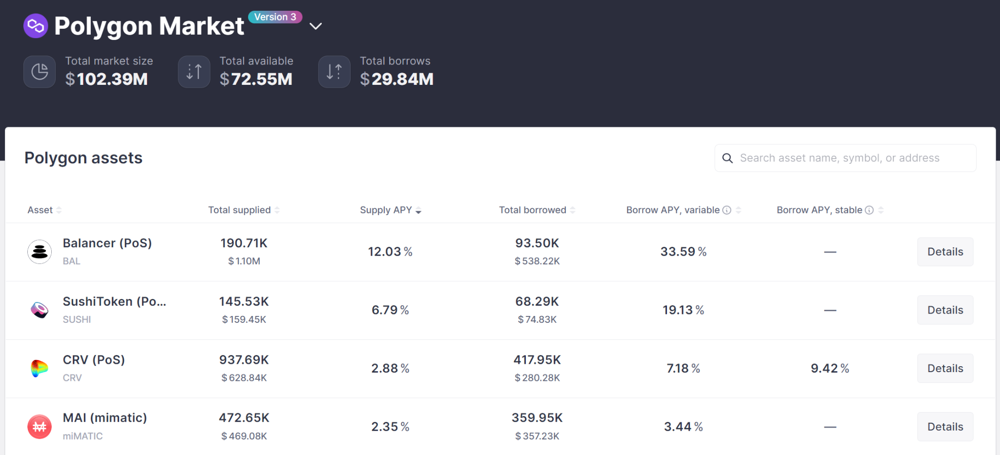 Polygon Market Version 3
Total market size Total available Total borrows
$102.39M $72.55M $29.84M
Polygon assets Search asset name, symbol, or address
Asset Total supplied Supply APY Total borrowed Borrow APY, variable Borrow APY, stable
Balancer (PoS) 190.71K 12.03% 93.50K 33.59% — Details
BAL $1.10M $538.22K
SushiToken (Po... 145.53K 6.79% 68.29K 19.13% — Details
SUSHI $159.45K $74.83K
CRV (PoS) 937.69K 2.88% 417.95K 7.18% 9.42% Details
CRV $628.84K $280.28K
MAI (mimatic) 472.65K 2.35% 359.95K 3.44% — Details
miMATIC $469.08K $357.23K